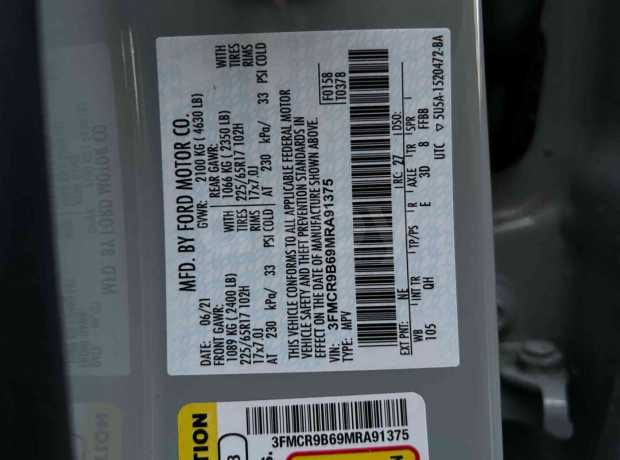 MFD. BY FORD MOTOR CO.
DATE: 06/21
GVWR: 2100 KG ( 4630 LB)
FRONT GAWR:
REAR GAWR:
WITH
1089 KG ( 2400 LB)
1066 KG ( 2350 LB)
TIRES
225/65R17 102H
TIRES
225/65R17 102H
RIMS
17x7.0J
RIMS
17x7.0J
AT 230 kPa/ 33 PSI COLD
AT 230 kPa/ 33 PSI COLD
WITH
THIS VEHICLE CONFORMS TO ALL APPLICABLE FEDERAL MOTOR
VEHICLE SAFETY AND THEFT PREVENTION STANDARDS IN
EFFECT ON THE DATE OF MANUFACTURE SHOWN ABOVE.
VIN: 3FMCR9B69MRA91375
TYPE: MPV
F0158
T0378
EXT PNT: NE RC: 27 DSO:
WB INT TR TP/PS R AXLE TR SPR
105 QH E 3D 8 FFBB
UTC ▽ 5U5A-1520472-BA
3FMCR9B69MRA91375